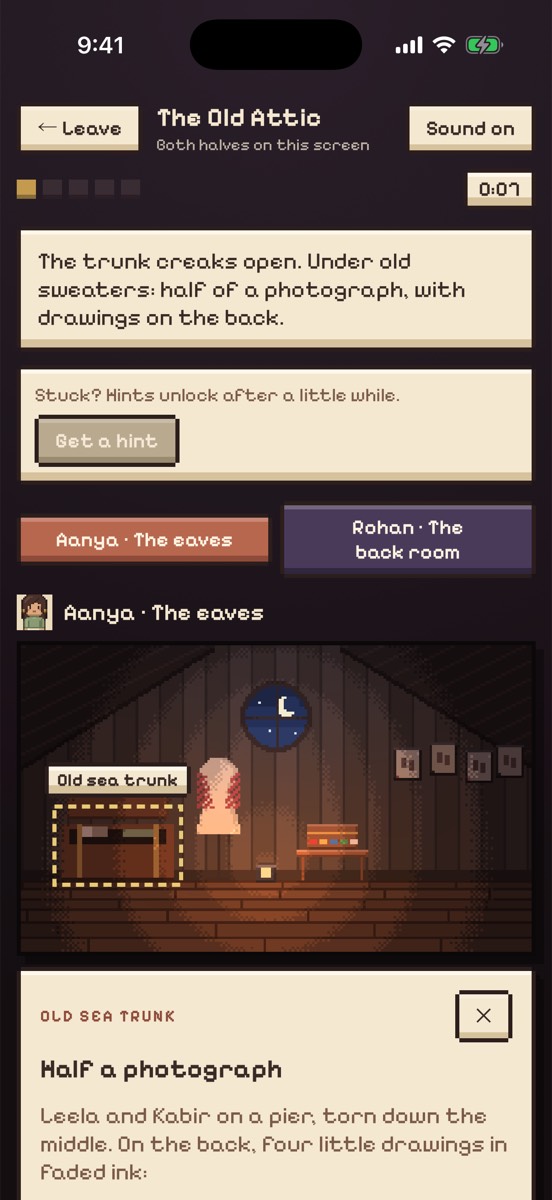 9:41
← Leave
The Old Attic
Both halves on this screen
Sound on
0:07
The trunk creaks open. Under old
sweaters: half of a photograph, with
drawings on the back.
Stuck? Hints unlock after a little while.
Get a hint
Aanya · The eaves
Rohan · The
back room
Aanya · The eaves
Old sea trunk
OLD SEA TRUNK
Half a photograph
Leela and Kabir on a pier, torn down the
middle. On the back, four little drawings in
faded ink: